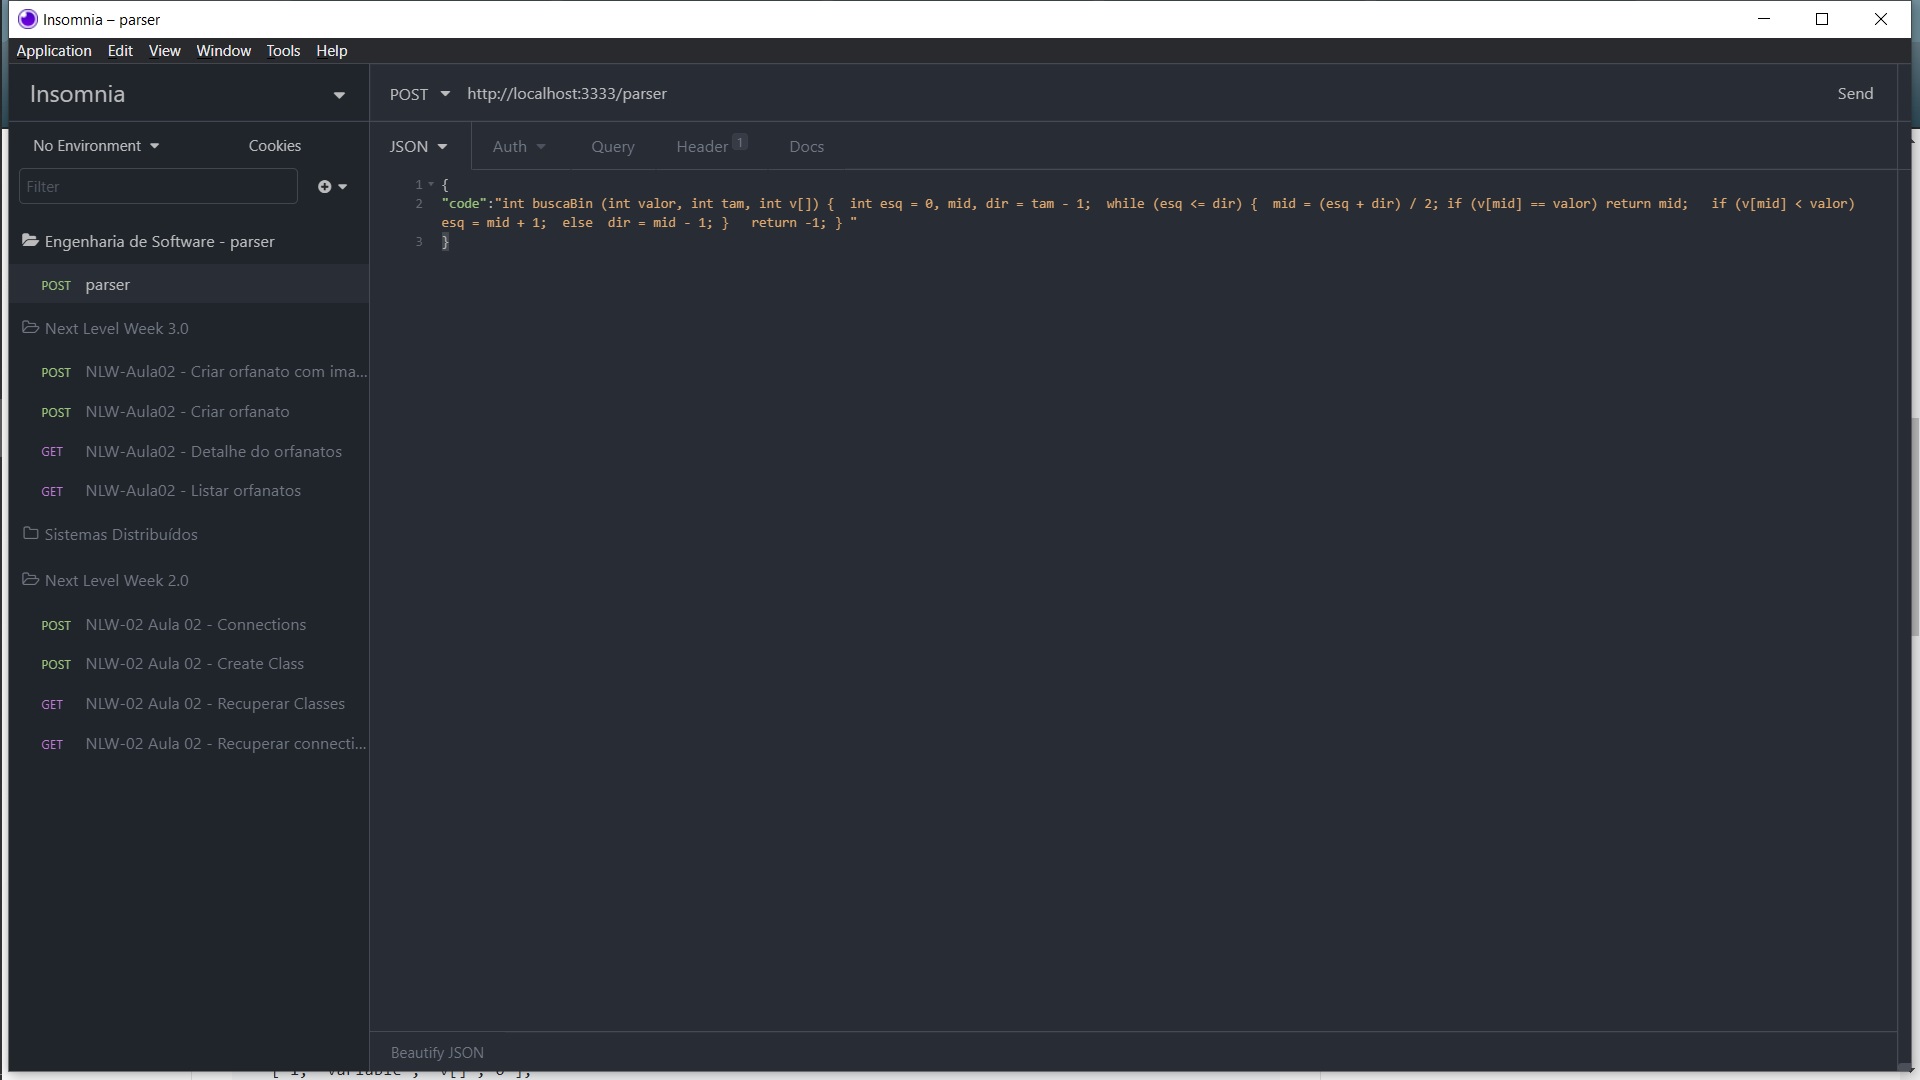 Insomnia – parser
Application Edit View Window Tools Help
Insomnia
POST http://localhost:3333/parser Send
No Environment Cookies
JSON Auth Query Header 1 Docs
Filter
1 {
2 "code":"int buscaBin (int valor, int tam, int v[]) {  int esq = 0, mid, dir = tam - 1;  while (esq <= dir) {  mid = (esq + dir) / 2; if (v[mid] == valor) return mid;   if (v[mid] < valor)
esq = mid + 1;  else  dir = mid - 1; }   return -1; } "
3 }
Engenharia de Software - parser
POST parser
Next Level Week 3.0
POST NLW-Aula02 - Criar orfanato com ima...
POST NLW-Aula02 - Criar orfanato
GET NLW-Aula02 - Detalhe do orfanatos
GET NLW-Aula02 - Listar orfanatos
Sistemas Distribuídos
Next Level Week 2.0
POST NLW-02 Aula 02 - Connections
POST NLW-02 Aula 02 - Create Class
GET NLW-02 Aula 02 - Recuperar Classes
GET NLW-02 Aula 02 - Recuperar connecti...
Beautify JSON